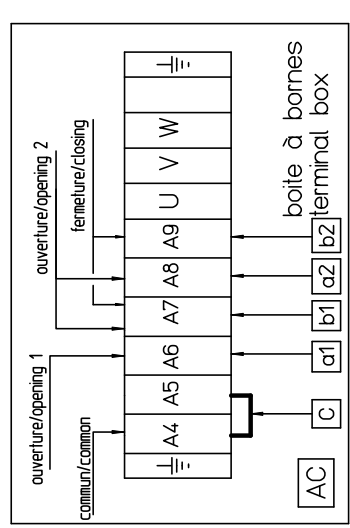 ouverture/opening 1
commun/common
ouverture/opening 2
fermeture/closing
A4 A5 A6 A7 A8 A9 U V W
C a1 b1 a2 b2
AC
boite à bornes
terminal box